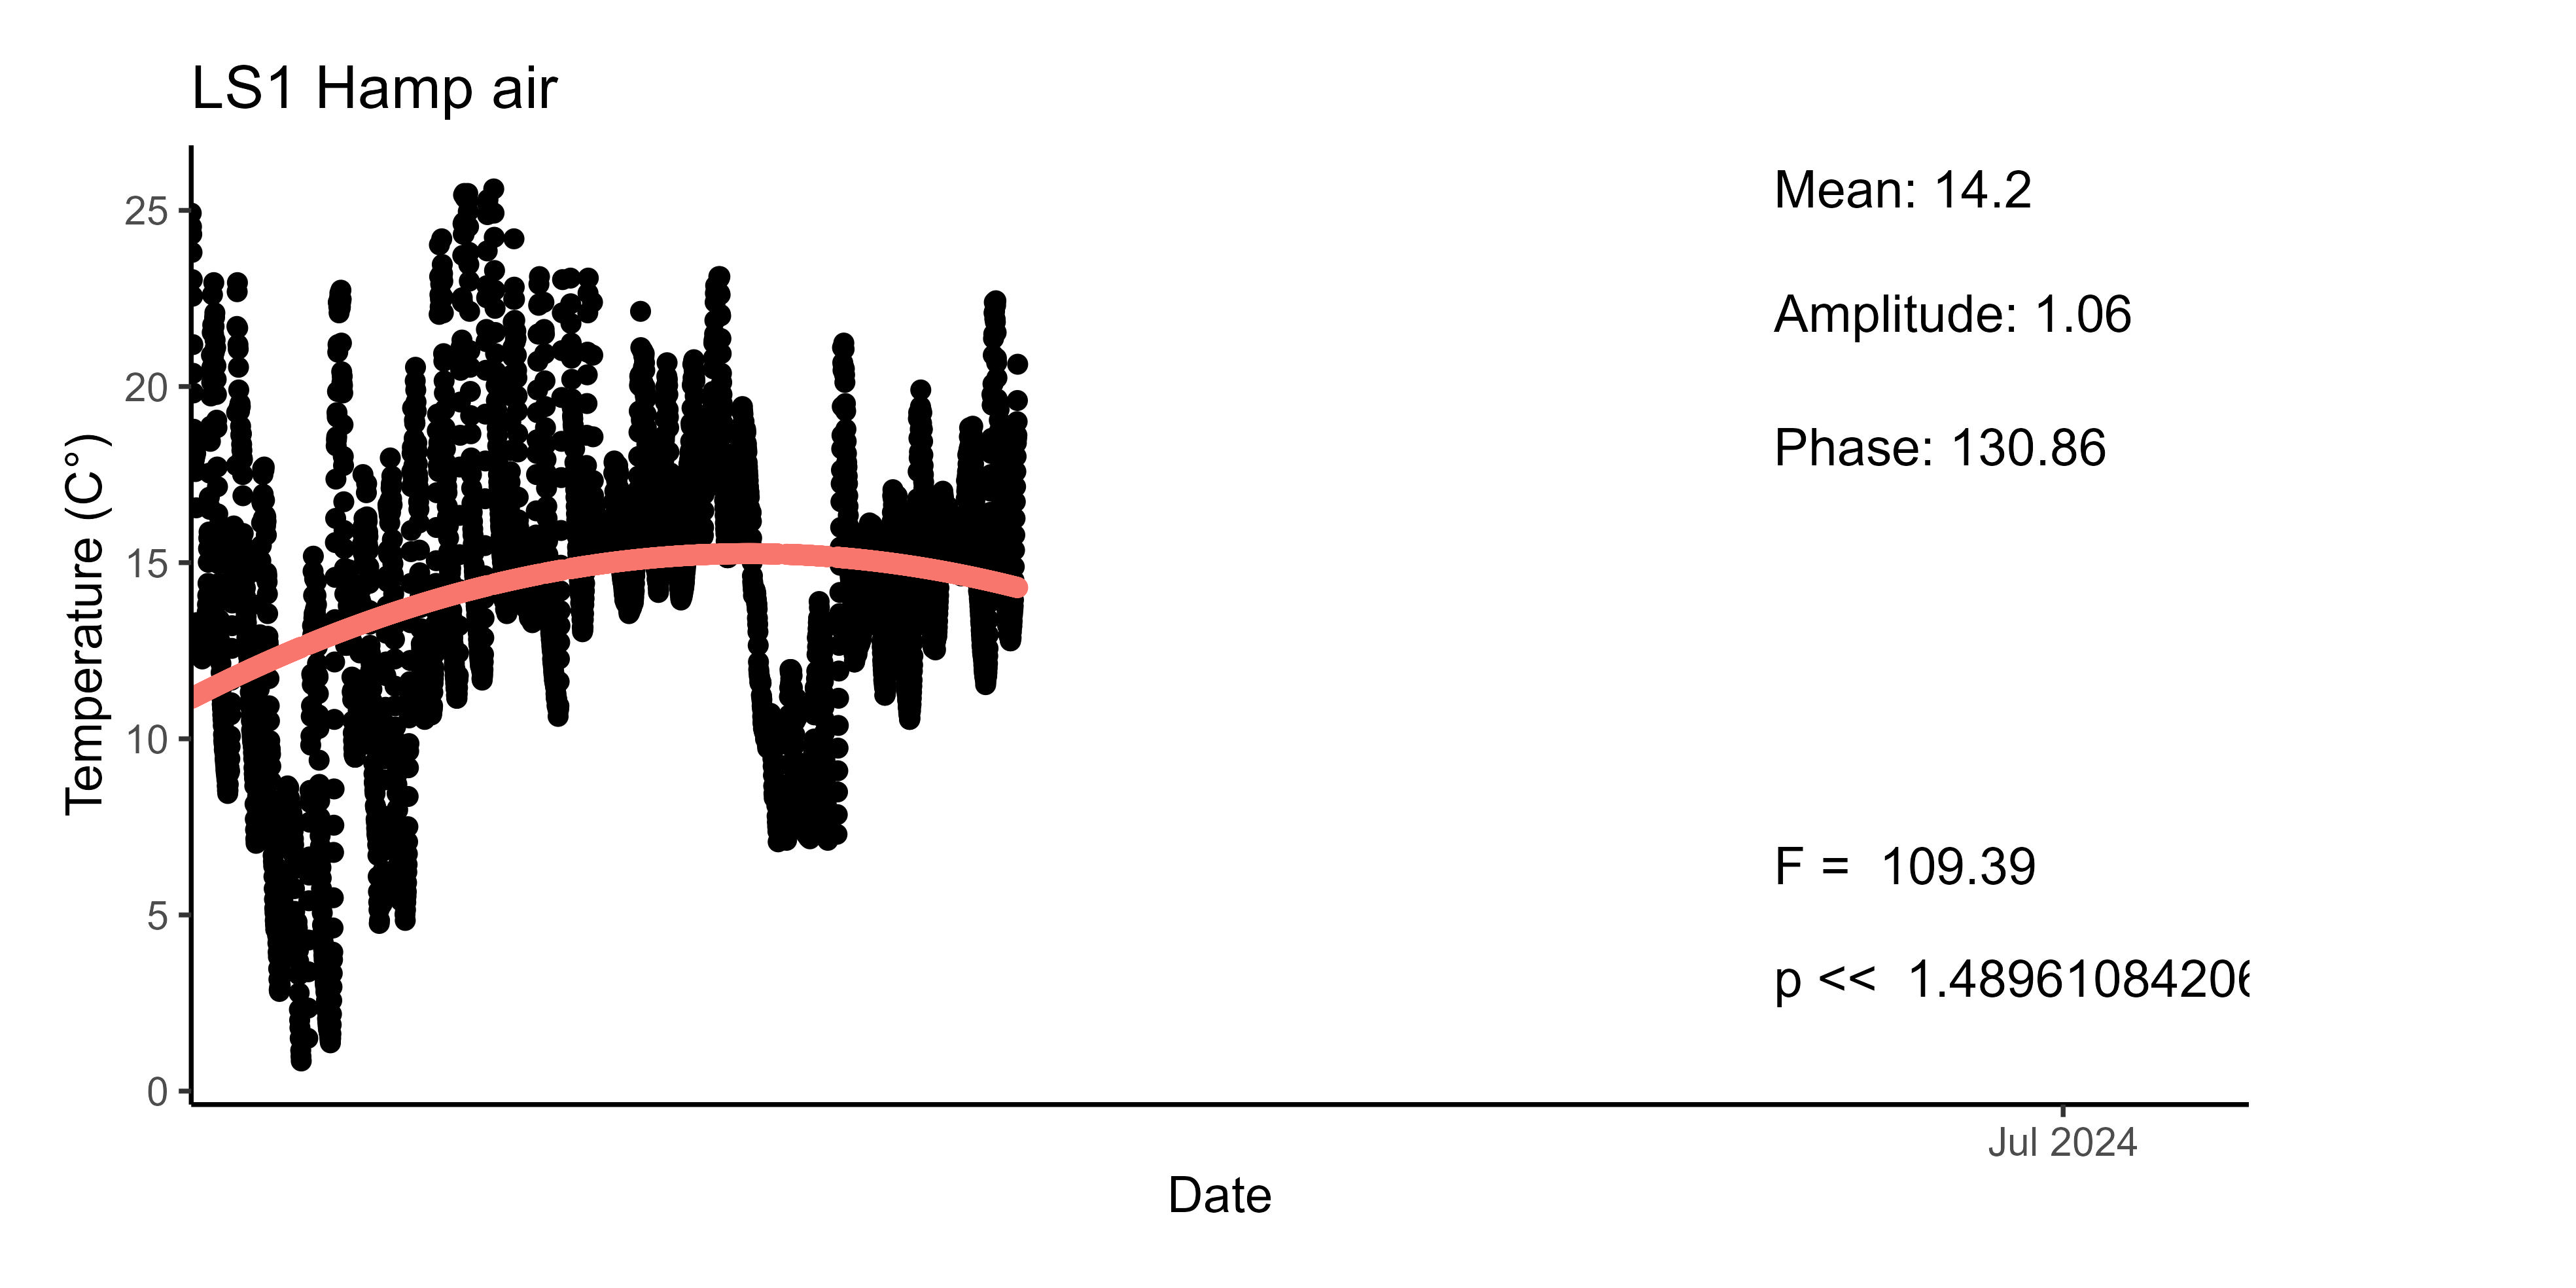 LS1 Hamp air
Mean: 14.2
Amplitude: 1.06
Phase: 130.86
F =  109.39
p <<  1.48961084206
25
20
15
10
5
0
Temperature (C°)
Jul 2024
Date